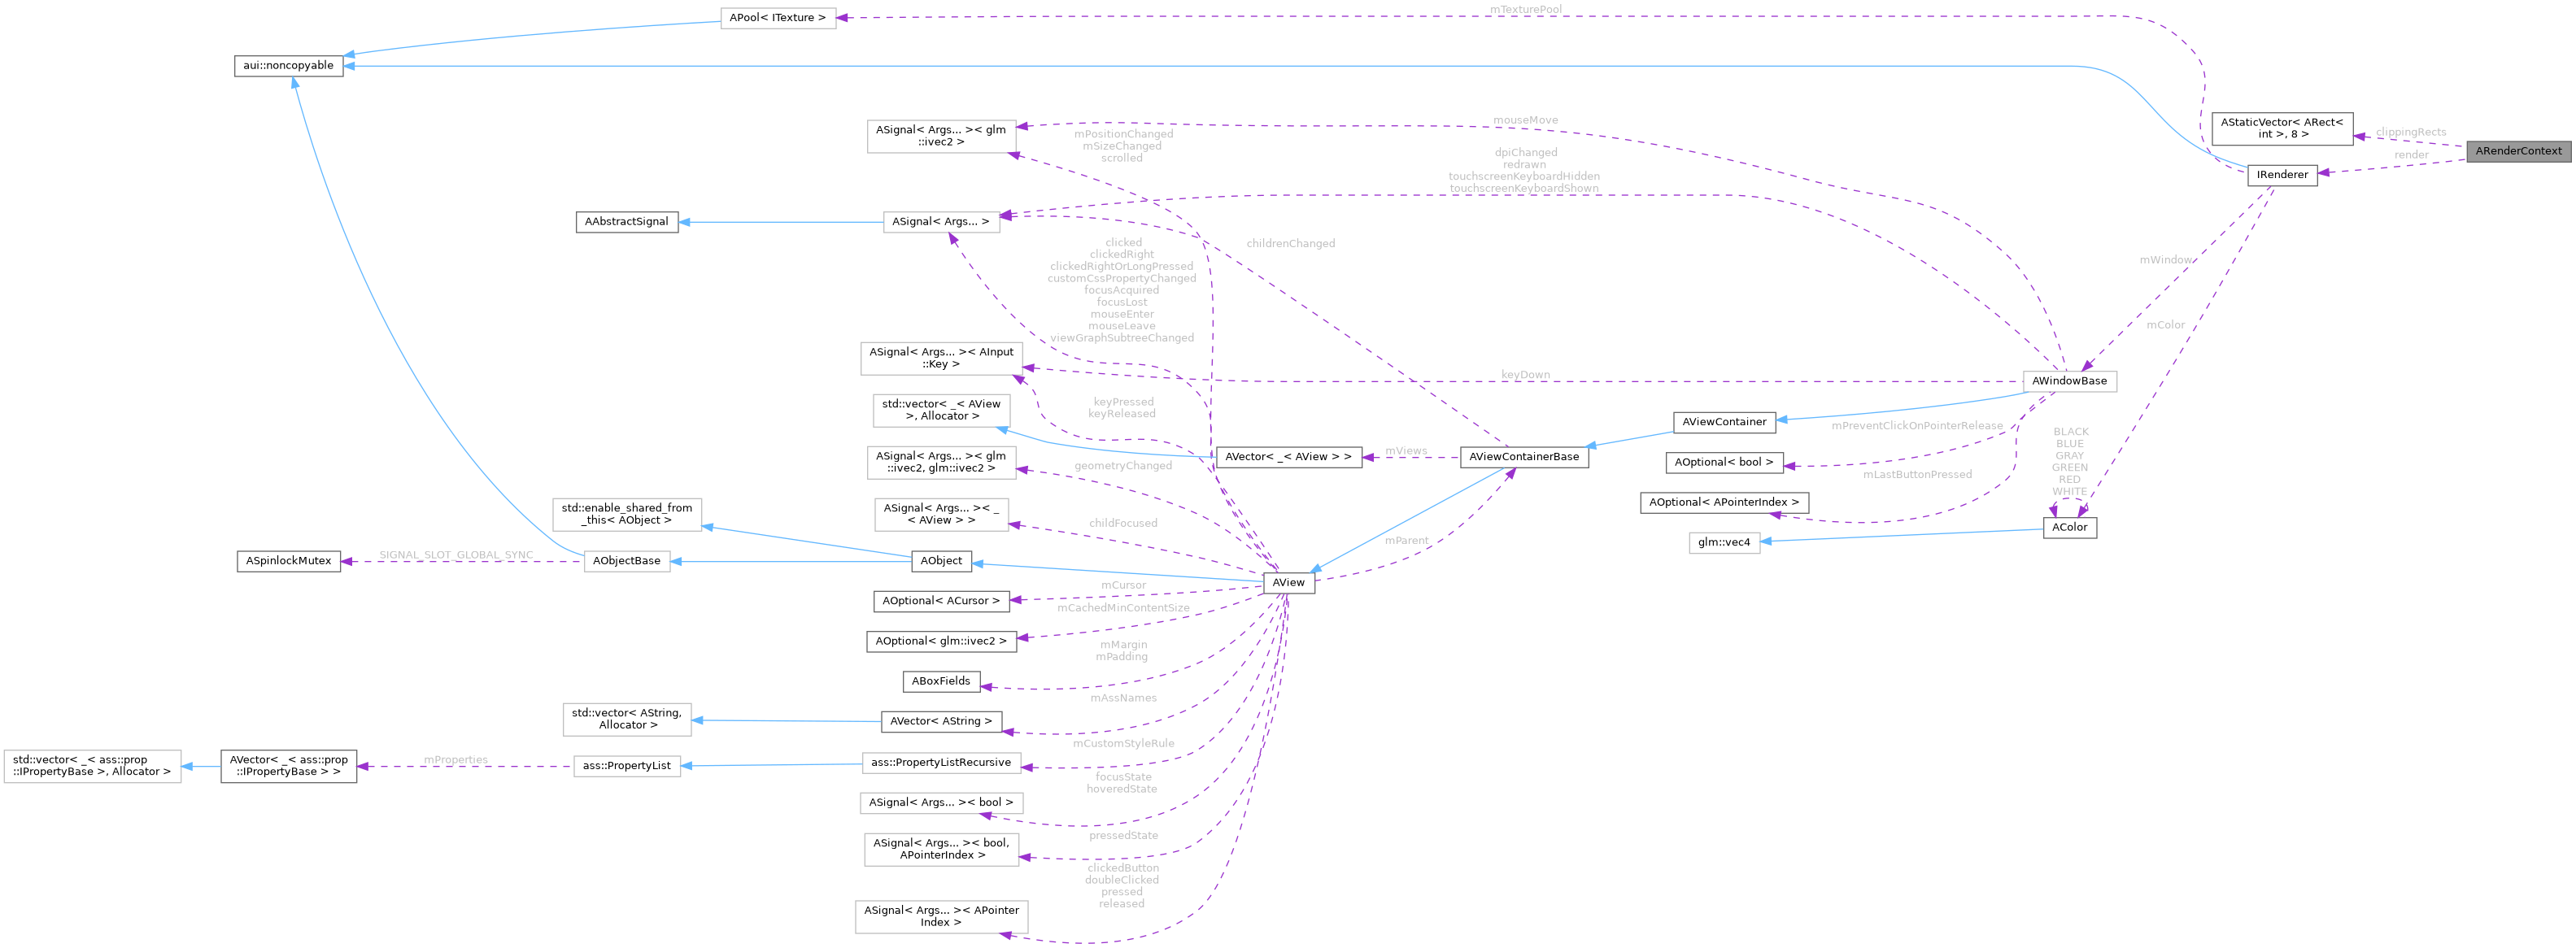 APool< ITexture >
mTexturePool
aui::noncopyable
AStaticVector< ARect<
int >, 8 >
clippingRects
ARenderContext
render
IRenderer
ASignal< Args... >< glm
::ivec2 >
mPositionChanged
mSizeChanged
scrolled
mouseMove
dpiChanged
redrawn
touchscreenKeyboardHidden
touchscreenKeyboardShown
AAbstractSignal
ASignal< Args... >
childrenChanged
clicked
clickedRight
clickedRightOrLongPressed
customCssPropertyChanged
focusAcquired
focusLost
mouseEnter
mouseLeave
viewGraphSubtreeChanged
mWindow
mColor
ASignal< Args... >< AInput
::Key >
keyDown
AWindowBase
std::vector< _< AView
>, Allocator >
keyPressed
keyReleased
AViewContainer
mPreventClickOnPointerRelease
BLACK
BLUE
GRAY
GREEN
RED
WHITE
ASignal< Args... >< glm
::ivec2, glm::ivec2 >
geometryChanged
AVector< _< AView > >
mViews
AViewContainerBase
AOptional< bool >
mLastButtonPressed
AOptional< APointerIndex >
std::enable_shared_from
_this< AObject >
ASignal< Args... >< _
< AView > >
childFocused
mParent
AColor
glm::vec4
ASpinlockMutex
SIGNAL_SLOT_GLOBAL_SYNC
AObjectBase
AObject
AView
AOptional< ACursor >
mCursor
mCachedMinContentSize
AOptional< glm::ivec2 >
mMargin
mPadding
ABoxFields
mAssNames
std::vector< AString,
Allocator >
AVector< AString >
mCustomStyleRule
std::vector< _< ass::prop
::IPropertyBase >, Allocator >
AVector< _< ass::prop
::IPropertyBase > >
mProperties
ass::PropertyList
ass::PropertyListRecursive
focusState
hoveredState
ASignal< Args... >< bool >
pressedState
ASignal< Args... >< bool,
APointerIndex >
clickedButton
doubleClicked
pressed
released
ASignal< Args... >< APointer
Index >